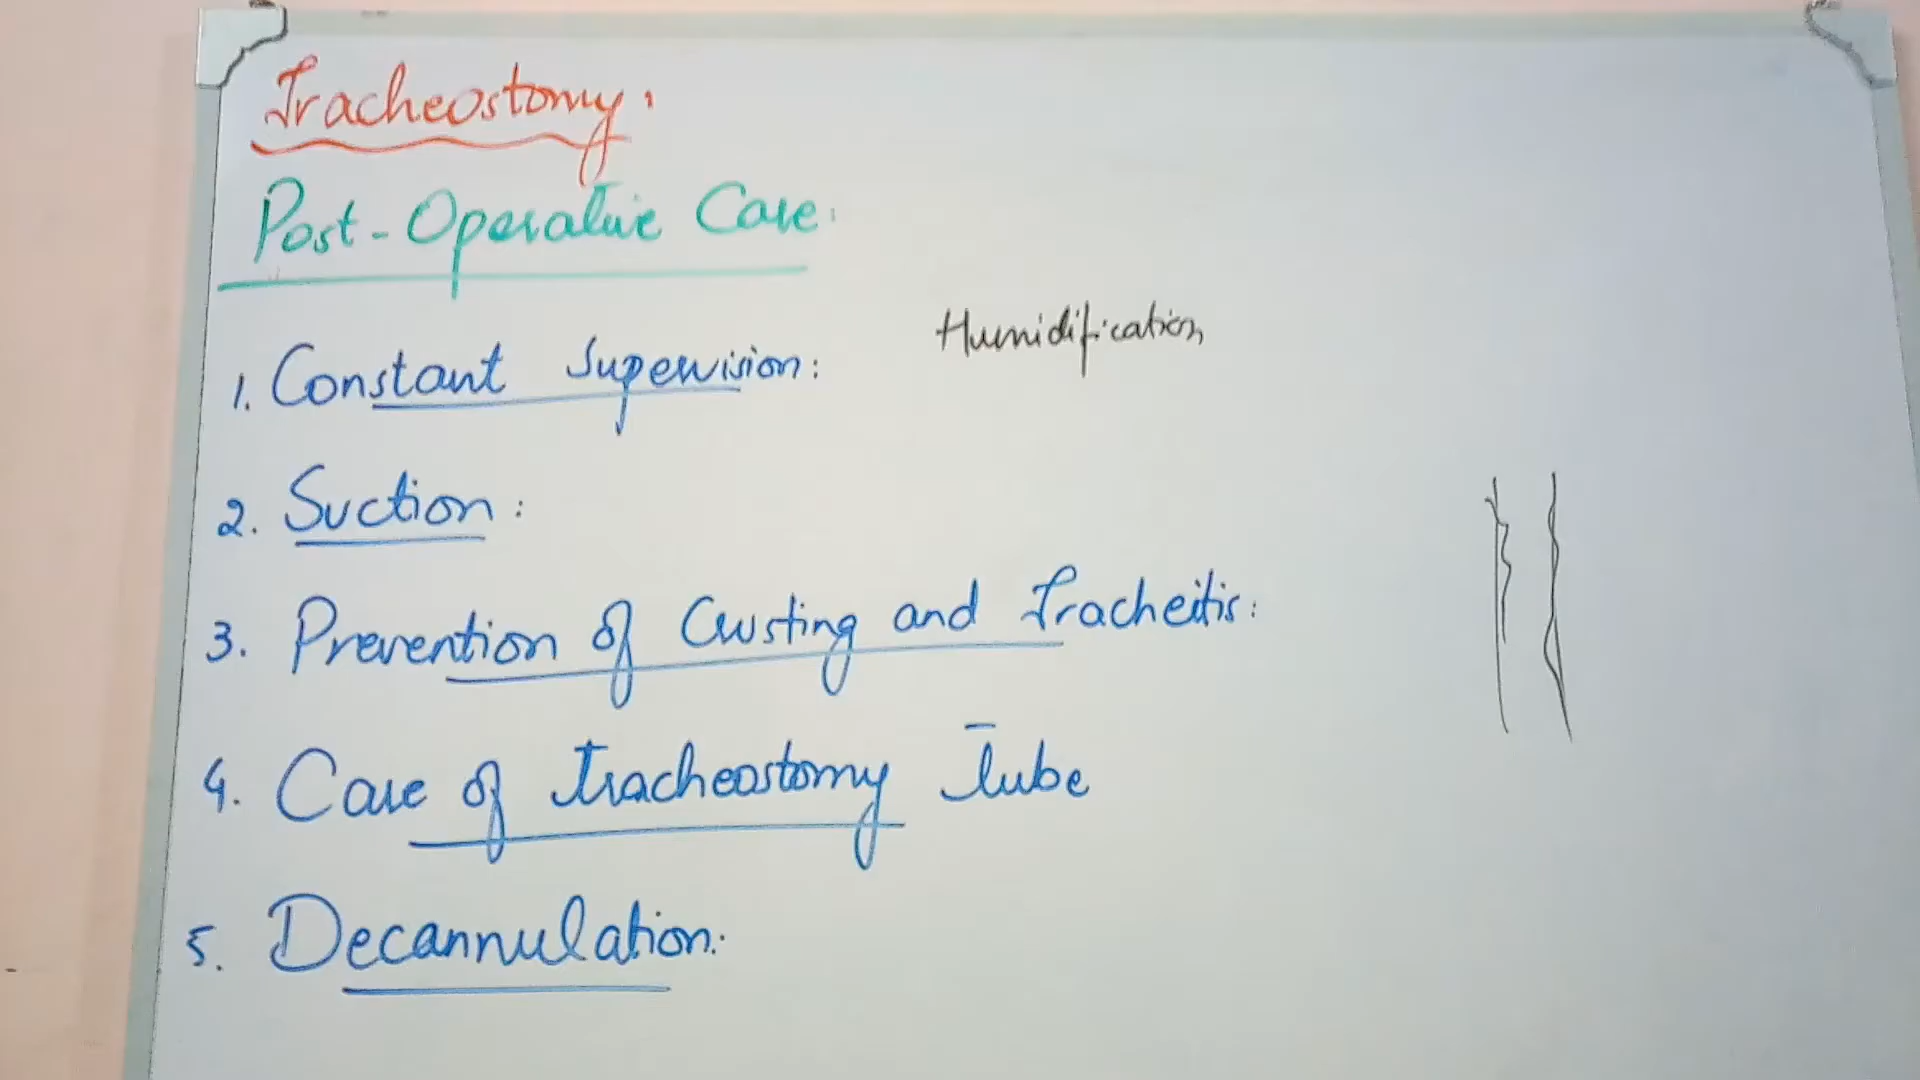 Tracheostomy:
Post-Operative Care:
Humidification
1. Constant Supervision:
2. Suction:
3. Prevention of Crusting and Tracheitis:
4. Care of Tracheostomy Tube
5. Decannulation: